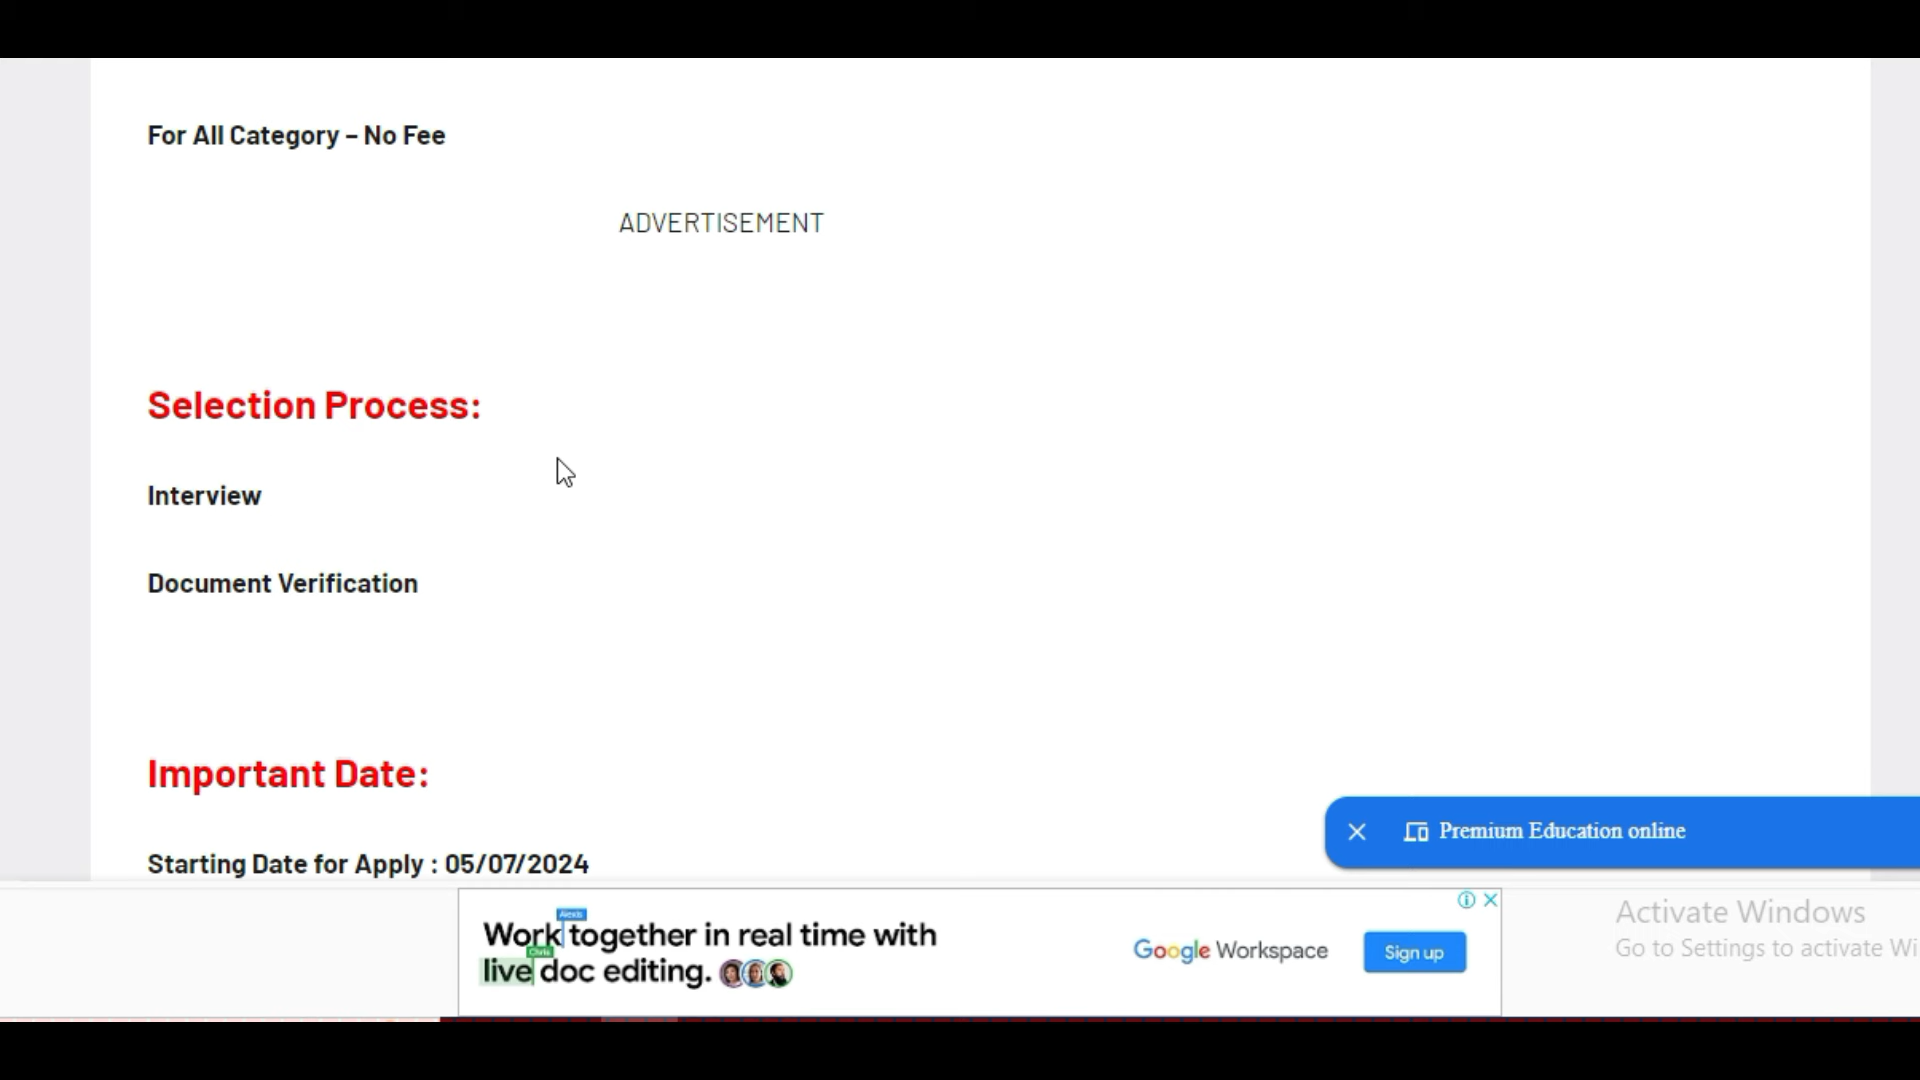 For All Category – No Fee
ADVERTISEMENT
Selection Process:
Interview
Document Verification
Important Date:
Premium Education online
Starting Date for Apply : 05/07/2024
Alexis
Work together in real time with
Chris
live doc editing.
Google Workspace
Sign up
Activate Windows
Go to Settings to activate Wi